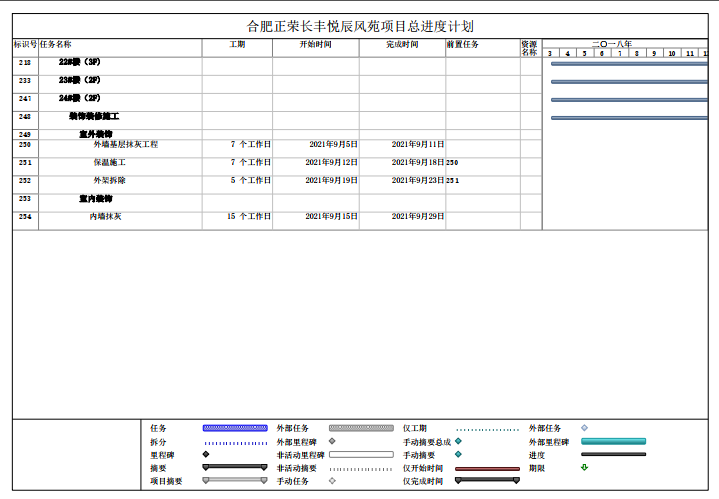 合肥正荣长丰悦辰风苑项目总进度计划
标识号 任务名称 工期 开始时间 完成时间 前置任务 资源名称 二〇一八年
3 4 5 6 7 8 9 10 11 12
218 22#楼（3F）
233 23#楼（2F）
247 24#楼（2F）
248 装饰装修施工
249 室外装饰
250 外墙基层抹灰工程 7 个工作日 2021年9月5日 2021年9月11日
251 保温施工 7 个工作日 2021年9月12日 2021年9月18日 250
252 外架拆除 5 个工作日 2021年9月19日 2021年9月23日 251
253 室内装饰
254 内墙抹灰 15 个工作日 2021年9月15日 2021年9月29日
任务 外部任务 仅工期 外部任务
拆分 外部里程碑 手动摘要总成 外部里程碑
里程碑 非活动里程碑 手动摘要 进度
摘要 非活动摘要 仅开始时间 期限
项目摘要 手动任务 仅完成时间